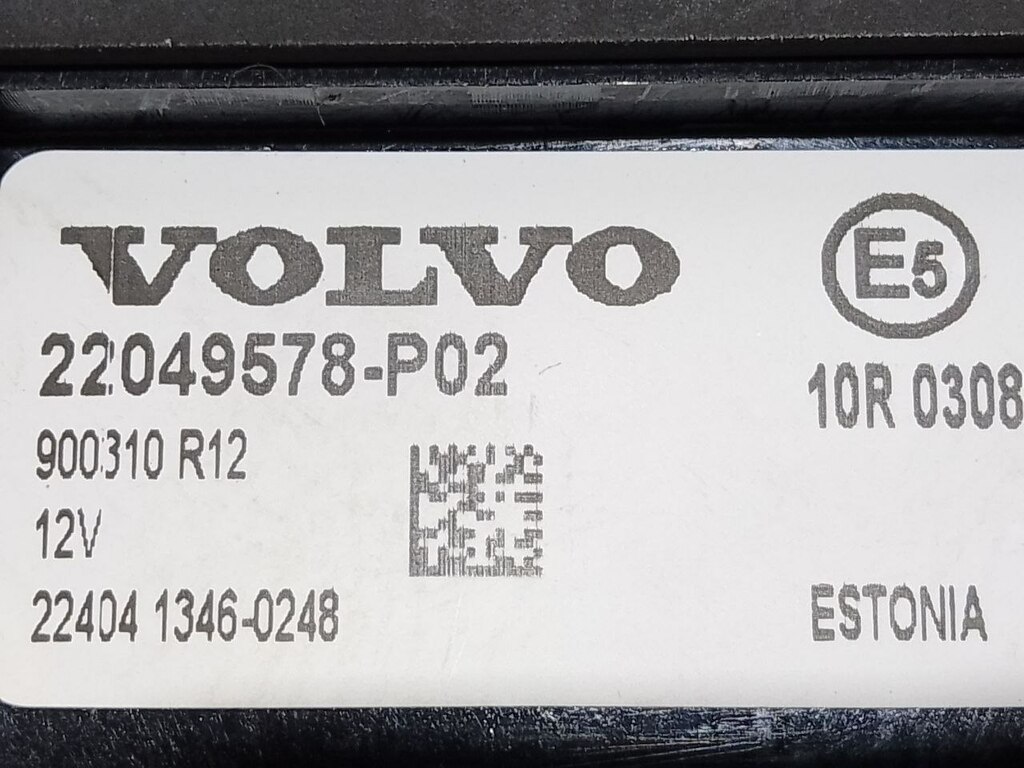 VOLVO
E5
22049578-P02
10R 0308
900310 R12
12V
22404 1346-0248
ESTONIA